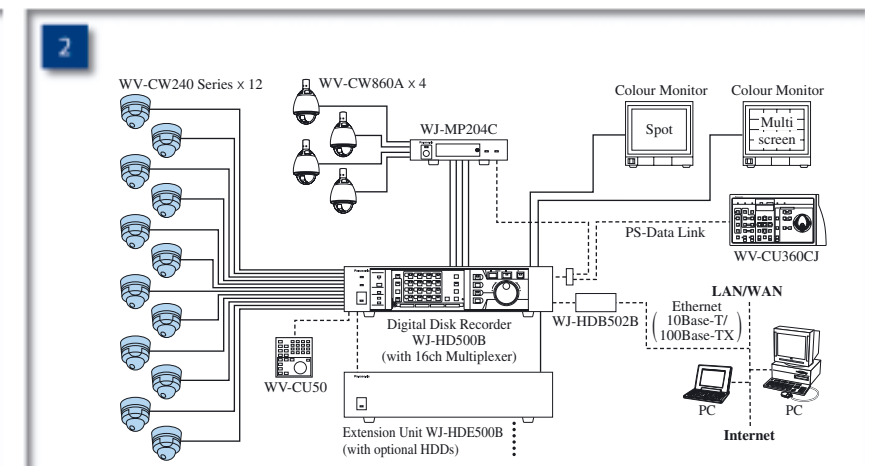 2
WV-CW240 Series x 12
WV-CW860A x 4
WJ-MP204C
Colour Monitor
Colour Monitor
Spot
Multi
screen
PS-Data Link
WV-CU360CJ
LAN/WAN
Ethernet
(10Base-T/
100Base-TX)
WJ-HDB502B
Digital Disk Recorder
WJ-HD500B
(with 16ch Multiplexer)
WV-CU50
PC
PC
Internet
Extension Unit WJ-HDE500B
(with optional HDDs)